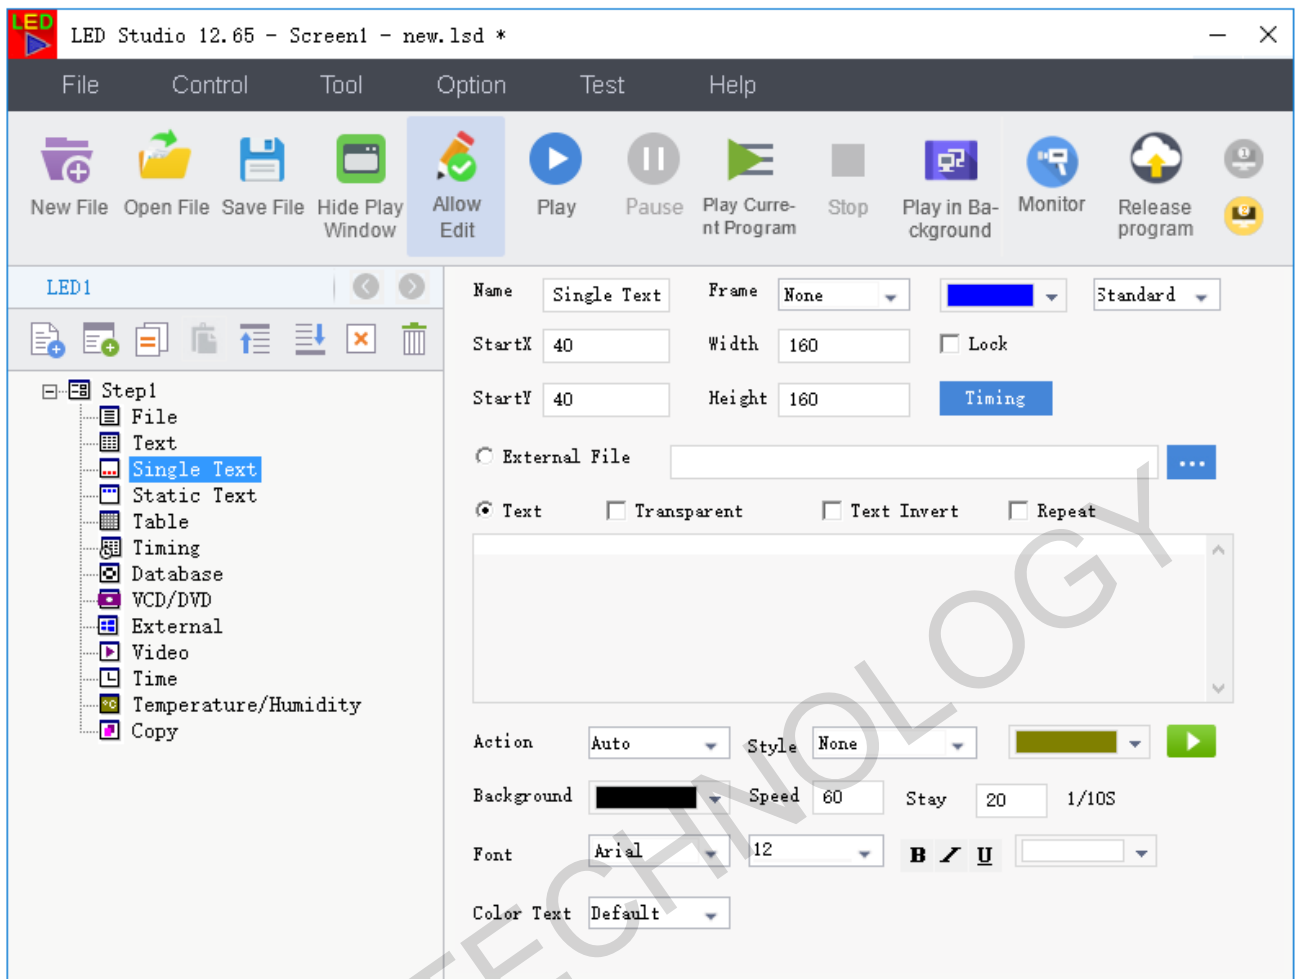 LED
LED Studio 12.65 - Screen1 - new.lsd *
File Control Tool Option Test Help
New File Open File Save File Hide Play Window Allow Edit Play Pause Play Curre-nt Program Stop Play in Ba-ckground Monitor Release program
LED1
Name Single Text Frame None Standard
StartX 40 Width 160 Lock
StartY 40 Height 160 Timing
External File ...
Text Transparent Text Invert Repeat
Step1
File
Text
Single Text
Static Text
Table
Timing
Database
VCD/DVD
External
Video
Time
Temperature/Humidity
Copy
Action Auto Style None
Background Speed 60 Stay 20 1/10S
Font Arial 12 B I U
Color Text Default
TECHNOLOGY